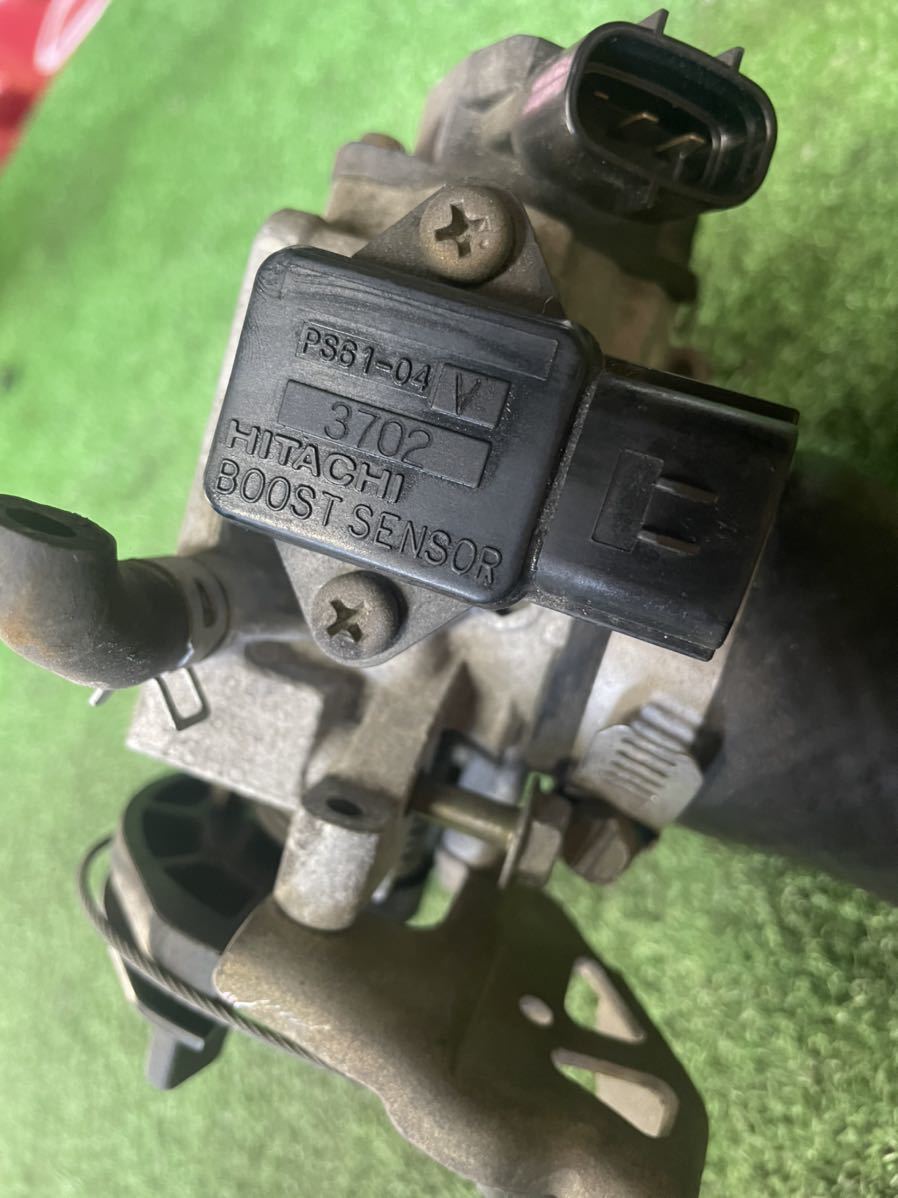 PS61-04 V
3702
HITACHI
BOOST SENSOR